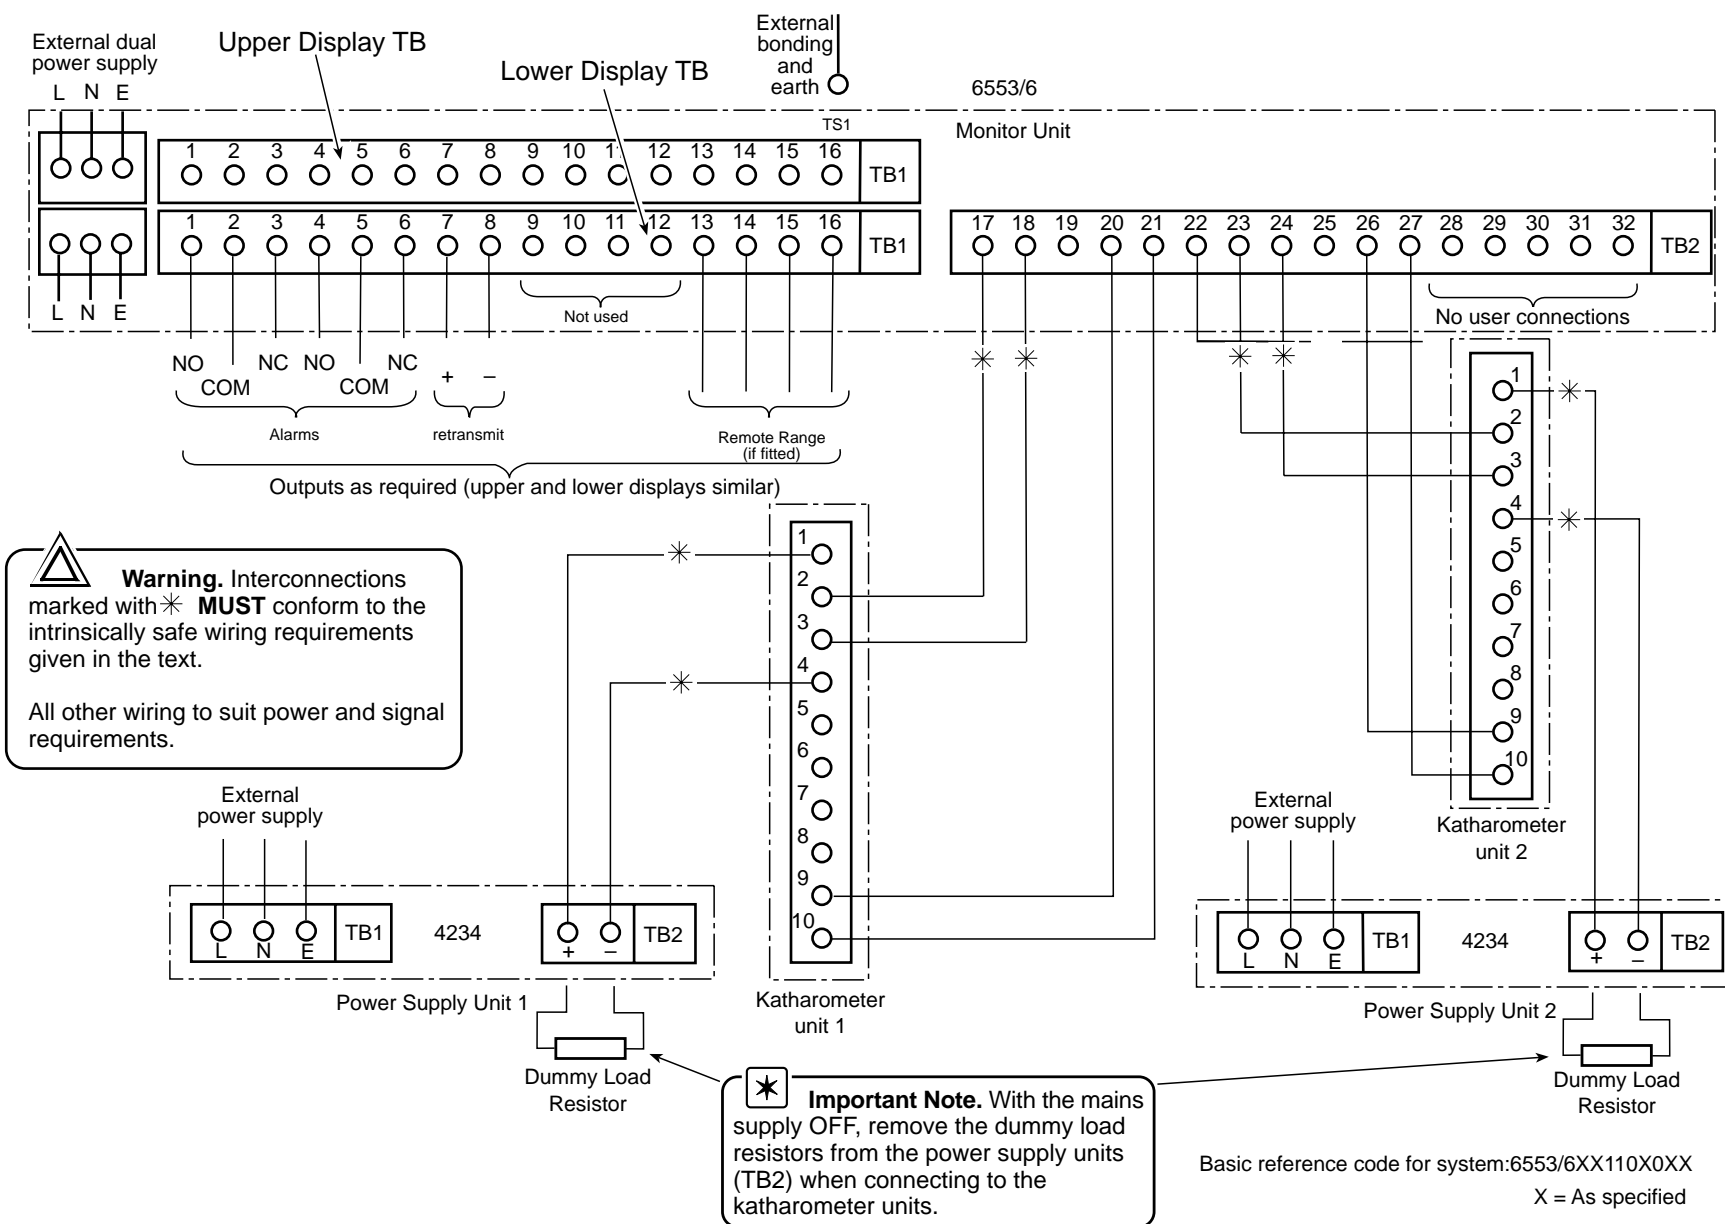 External dual
power supply
L N E
Upper Display TB
Lower Display TB
External
bonding
and
earth
6553/6
Monitor Unit
TS1
1 2 3 4 5 6 7 8 9 10 11 12 13 14 15 16 TB1
1 2 3 4 5 6 7 8 9 10 11 12 13 14 15 16 TB1
17 18 19 20 21 22 23 24 25 26 27 28 29 30 31 32 TB2
L N E
Not used
No user connections
NO COM NC NO COM NC + –
Alarms
retransmit
Remote Range
(if fitted)
Outputs as required (upper and lower displays similar)
Warning. Interconnections
marked with ✳ MUST conform to the
intrinsically safe wiring requirements
given in the text.
All other wiring to suit power and signal
requirements.
1
2
3
4
5
6
7
8
9
10
Katharometer
unit 1
1
2
3
4
5
6
7
8
9
10
Katharometer
unit 2
External
power supply
L N E TB1 4234 + – TB2
Power Supply Unit 1
Dummy Load
Resistor
External
power supply
L N E TB1 4234 + – TB2
Power Supply Unit 2
Dummy Load
Resistor
Important Note. With the mains
supply OFF, remove the dummy load
resistors from the power supply units
(TB2) when connecting to the
katharometer units.
Basic reference code for system:6553/6XX110X0XX
X = As specified